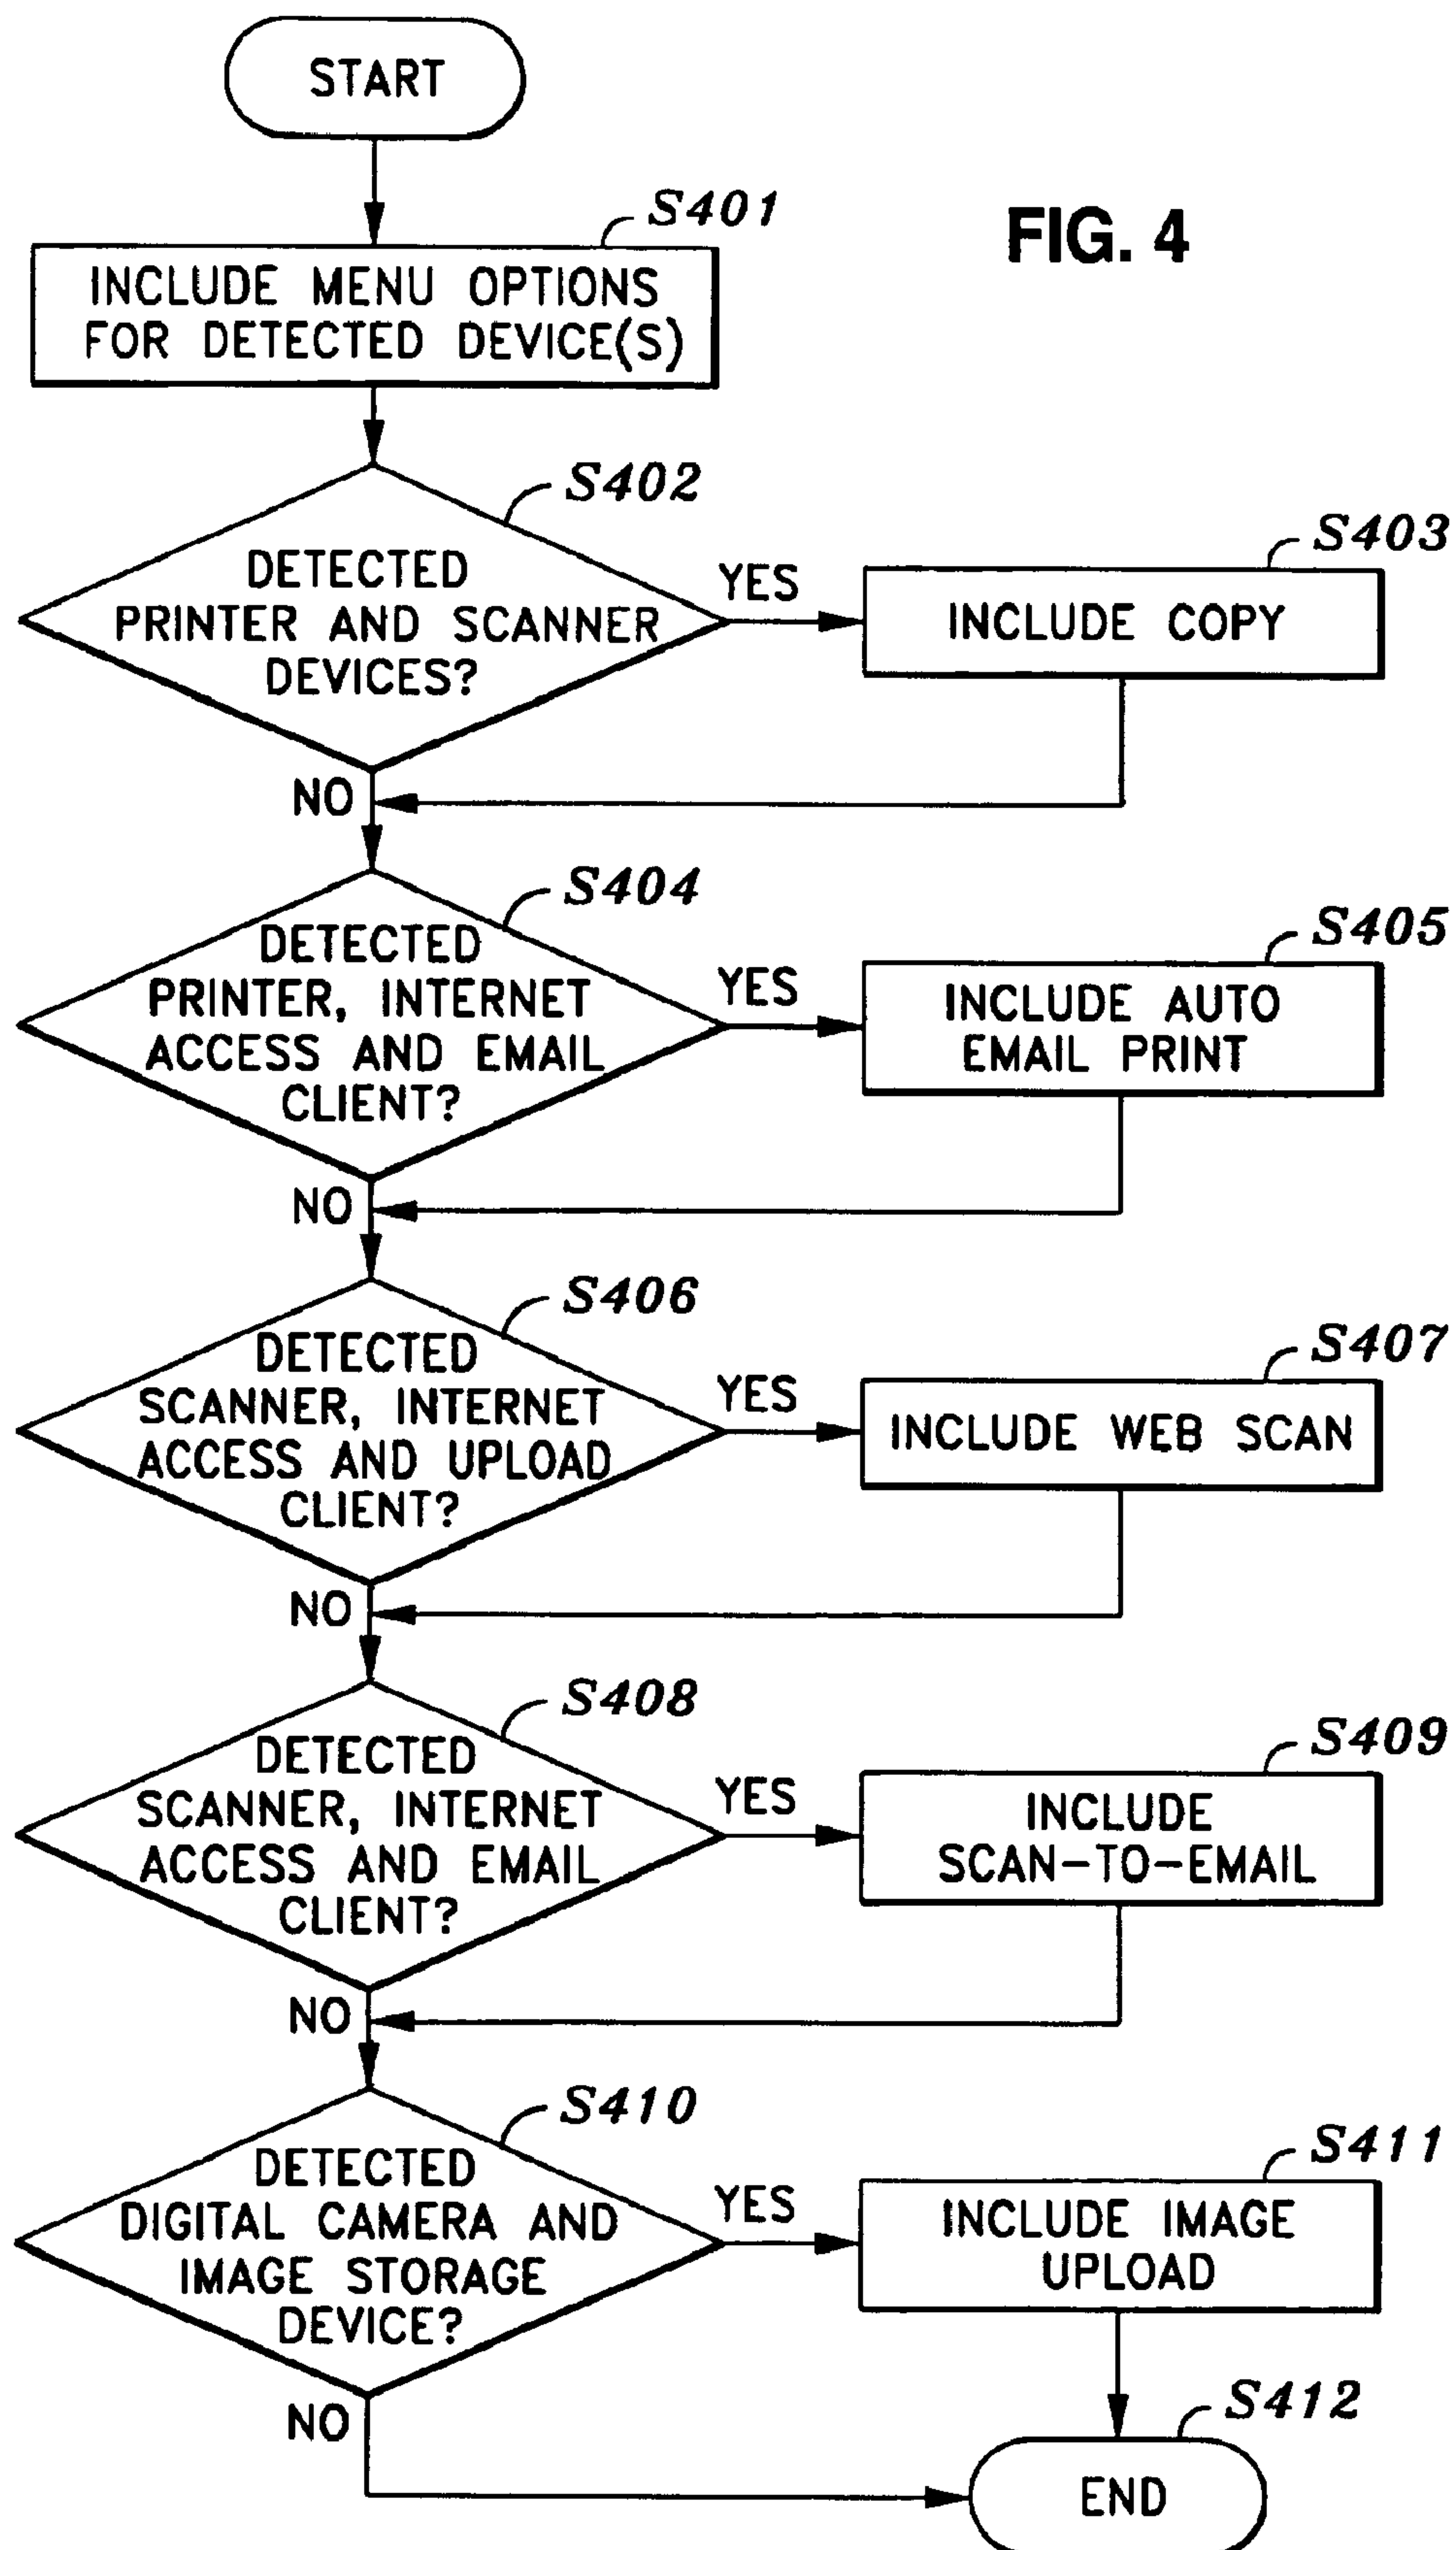 START
S401
FIG. 4
INCLUDE MENU OPTIONS
FOR DETECTED DEVICE(S)
S402
DETECTED
PRINTER AND SCANNER
DEVICES?
YES
S403
INCLUDE COPY
NO
S404
DETECTED
PRINTER, INTERNET
ACCESS AND EMAIL
CLIENT?
YES
S405
INCLUDE AUTO
EMAIL PRINT
NO
S406
DETECTED
SCANNER, INTERNET
ACCESS AND UPLOAD
CLIENT?
YES
S407
INCLUDE WEB SCAN
NO
S408
DETECTED
SCANNER, INTERNET
ACCESS AND EMAIL
CLIENT?
YES
S409
INCLUDE
SCAN-TO-EMAIL
NO
S410
DETECTED
DIGITAL CAMERA AND
IMAGE STORAGE
DEVICE?
YES
S411
INCLUDE IMAGE
UPLOAD
NO
S412
END